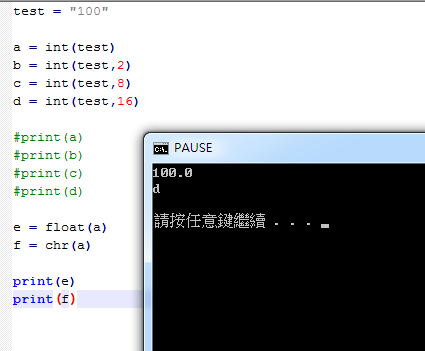 test = "100"
a = int(test)
b = int(test,2)
c = int(test,8)
d = int(test,16)
#print(a)
#print(b)
#print(c)
#print(d)
e = float(a)
f = chr(a)
print(e)
print(f)
C:\. PAUSE
100.0
d
請按任意鍵繼續 . . .